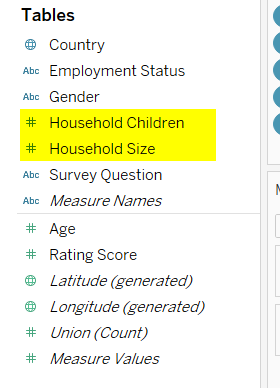 Tables
Country
Abc Employment Status
Abc Gender
# Household Children
# Household Size
Abc Survey Question
Abc Measure Names
# Age
# Rating Score
Latitude (generated)
Longitude (generated)
# Union (Count)
# Measure Values